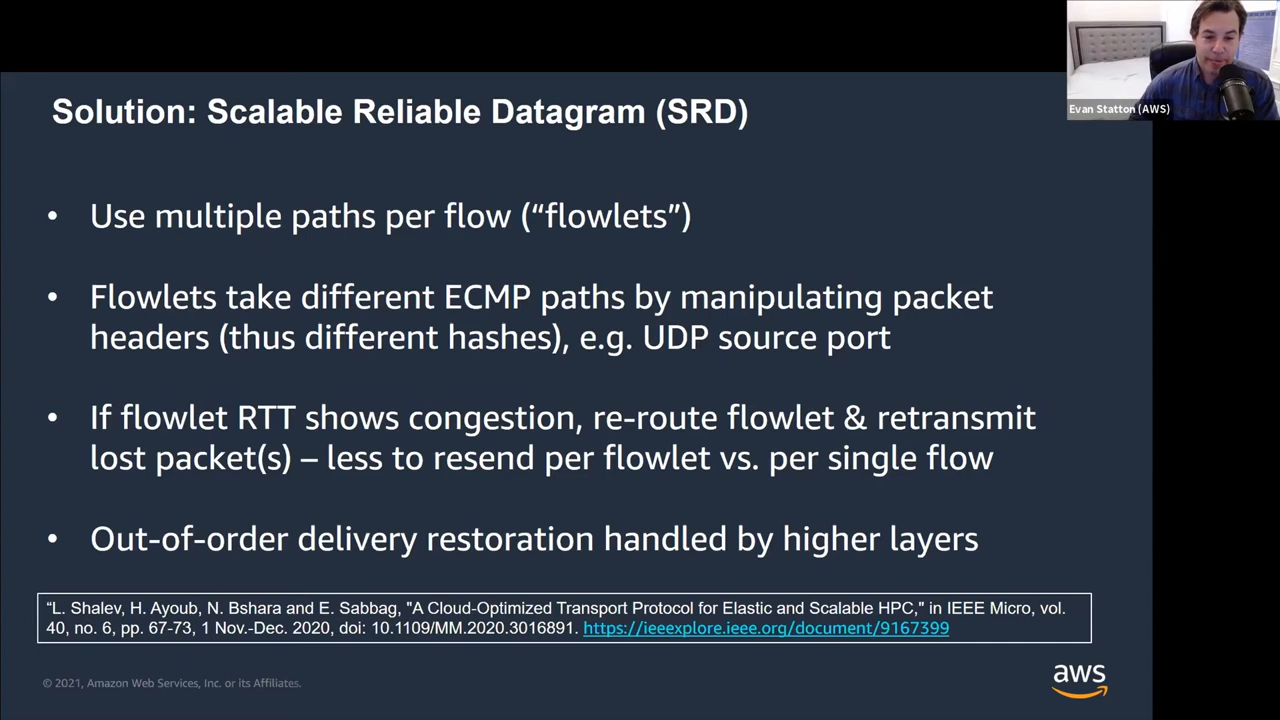 Evan Statton (AWS)
Solution: Scalable Reliable Datagram (SRD)
• Use multiple paths per flow (“flowlets”)
• Flowlets take different ECMP paths by manipulating packet
headers (thus different hashes), e.g. UDP source port
• If flowlet RTT shows congestion, re-route flowlet & retransmit
lost packet(s) – less to resend per flowlet vs. per single flow
• Out-of-order delivery restoration handled by higher layers
“L. Shalev, H. Ayoub, N. Bshara and E. Sabbag, "A Cloud-Optimized Transport Protocol for Elastic and Scalable HPC," in IEEE Micro, vol.
40, no. 6, pp. 67-73, 1 Nov.-Dec. 2020, doi: 10.1109/MM.2020.3016891. https://ieeexplore.ieee.org/document/9167399
© 2021, Amazon Web Services, Inc. or its Affiliates.
aws